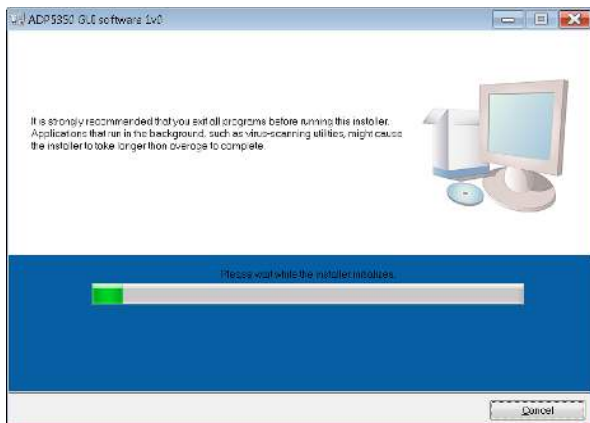 ADP5350 GUI software 1v0
It is strongly recommended that you exit all programs before running this installer.
Applications that run in the background, such as virus-scanning utilities, might cause
the installer to take longer than average to complete.
Please wait while the installer initializes.
Cancel